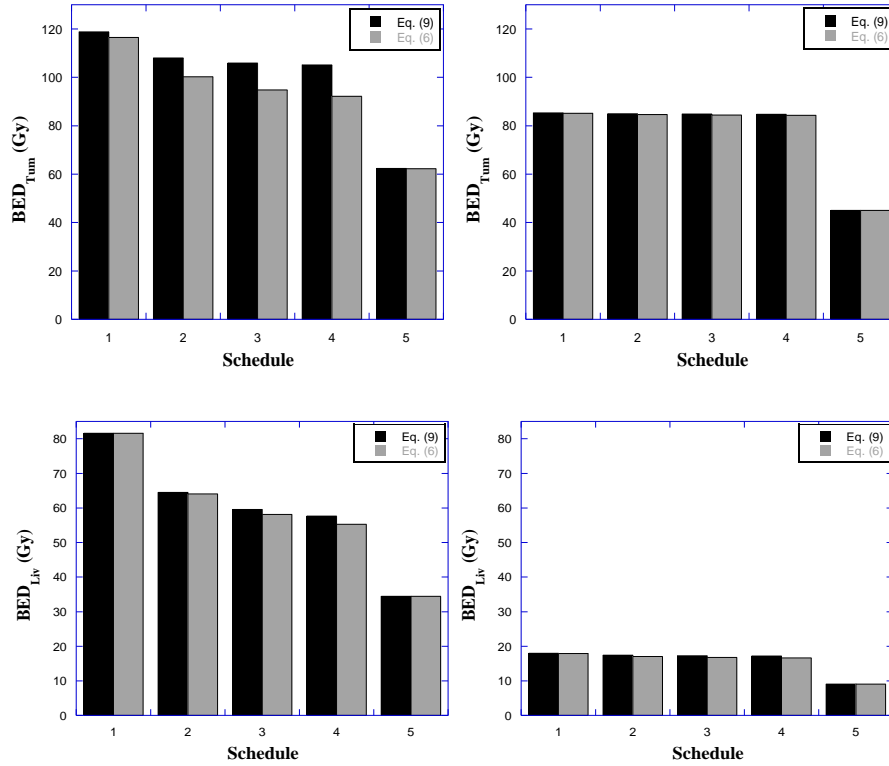 Eq. (9)
Eq. (6)
120
100
80
60
40
20
0
BED_Tum (Gy)
1 2 3 4 5
Schedule
Eq. (9)
Eq. (6)
120
100
80
60
40
20
0
BED_Tum (Gy)
1 2 3 4 5
Schedule
Eq. (9)
Eq. (6)
80
70
60
50
40
30
20
10
0
BED_Liv (Gy)
1 2 3 4 5
Schedule
Eq. (9)
Eq. (6)
80
70
60
50
40
30
20
10
0
BED_Liv (Gy)
1 2 3 4 5
Schedule